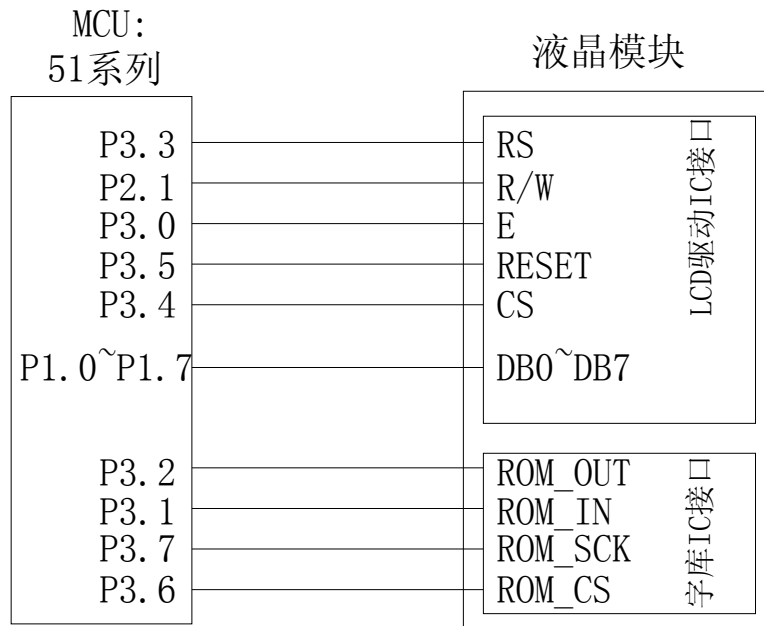 MCU:
51系列
液晶模块
P3.3
RS
P2.1
R/W
P3.0
E
P3.5
RESET
P3.4
CS
P1.0~P1.7
DB0~DB7
LCD驱动IC接口
P3.2
ROM_OUT
P3.1
ROM_IN
P3.7
ROM_SCK
P3.6
ROM_CS
字库IC接口